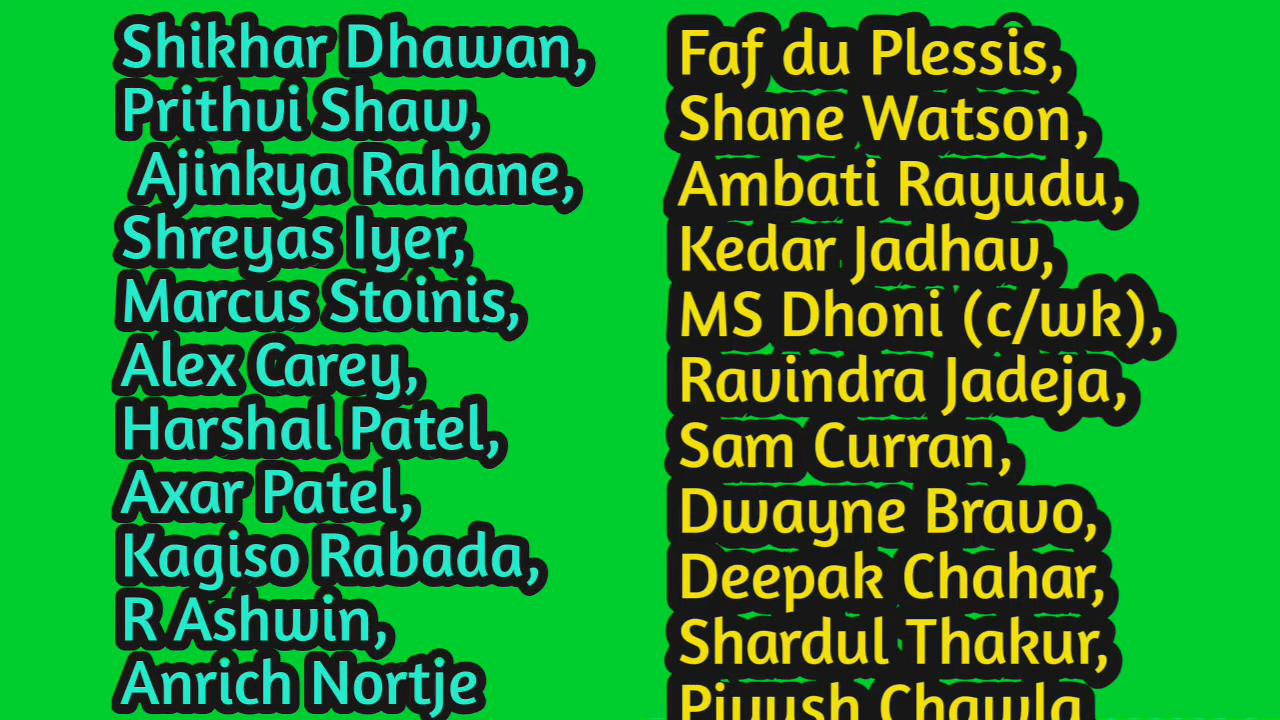 Shikhar Dhawan,
Prithvi Shaw,
Ajinkya Rahane,
Shreyas Iyer,
Marcus Stoinis,
Alex Carey,
Harshal Patel,
Axar Patel,
Kagiso Rabada,
R Ashwin,
Anrich Nortje
Faf du Plessis,
Shane Watson,
Ambati Rayudu,
Kedar Jadhav,
MS Dhoni (c/wk),
Ravindra Jadeja,
Sam Curran,
Dwayne Bravo,
Deepak Chahar,
Shardul Thakur,
Piyush Chawla